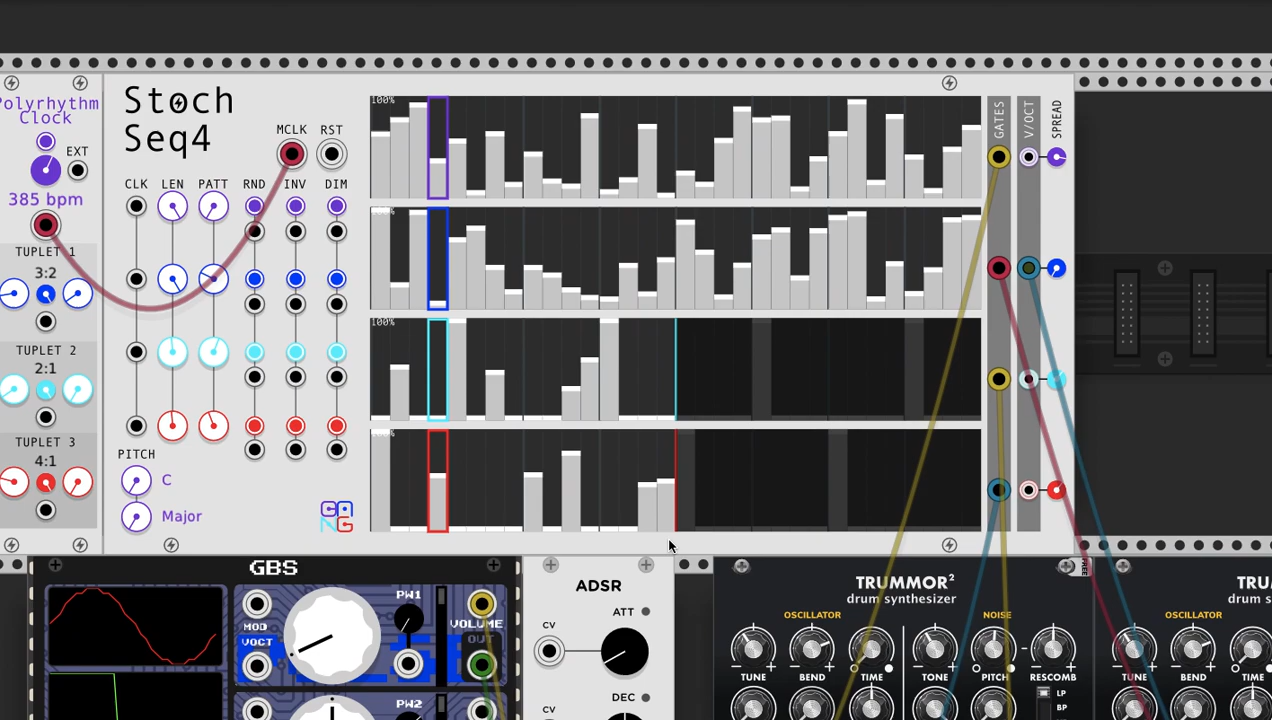 Polyrhythm
Clock
EXT
385 bpm
TUPLET 1
3:2
TUPLET 2
2:1
TUPLET 3
4:1
Stoch
Seq4
MCLK RST
CLK LEN PATT RND INV DIM
PITCH
C
Major
100%
100%
100%
100%
GATES
V/OCT
SPREAD
GBS
MOD
VOCT
PW1
VOLUME
OUT
PW2
ADSR
ATT
CV
DEC
CV
FREE
TRUMMOR²
drum synthesizer
OSCILLATOR NOISE
TUNE BEND TIME TONE PITCH RESCOMB
LP
BP
TRU
drum s
OSCILLATOR
TUNE BEND TIME